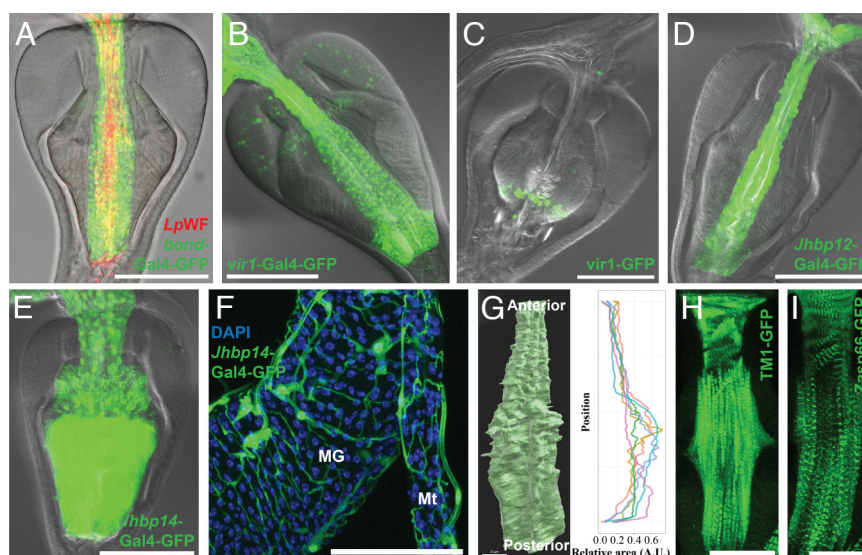 A
LpWF
bond-
Gal4-GFP
B
vir1-Gal4-GFP
C
vir1-GFP
D
Jhbp12-
Gal4-GFP
E
Jhbp14-
Gal4-GFP
F
DAPI
Jhbp14-
Gal4-GFP
MG
Mt
G
Anterior
Posterior
Position
0.0 0.2 0.4 0.6
Relative area (A.U.)
H
TM1-GFP
I